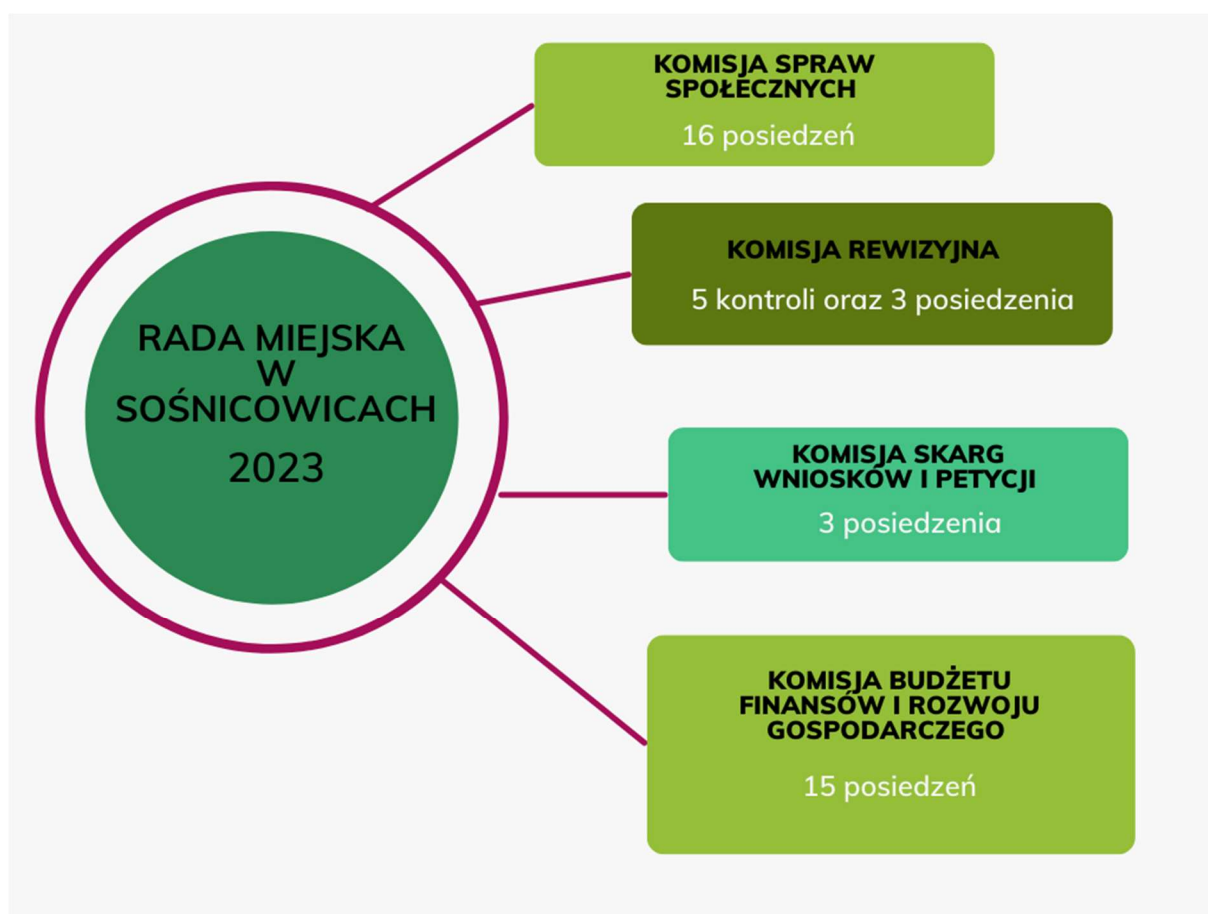 RADA MIEJSKA
W
SOŚNICOWICACH
2023
KOMISJA SPRAW
SPOŁECZNYCH
16 posiedzeń
KOMISJA REWIZYJNA
5 kontroli oraz 3 posiedzenia
KOMISJA SKARG
WNIOSKÓW I PETYCJI
3 posiedzenia
KOMISJA BUDŻETU
FINANSÓW I ROZWOJU
GOSPODARCZEGO
15 posiedzeń